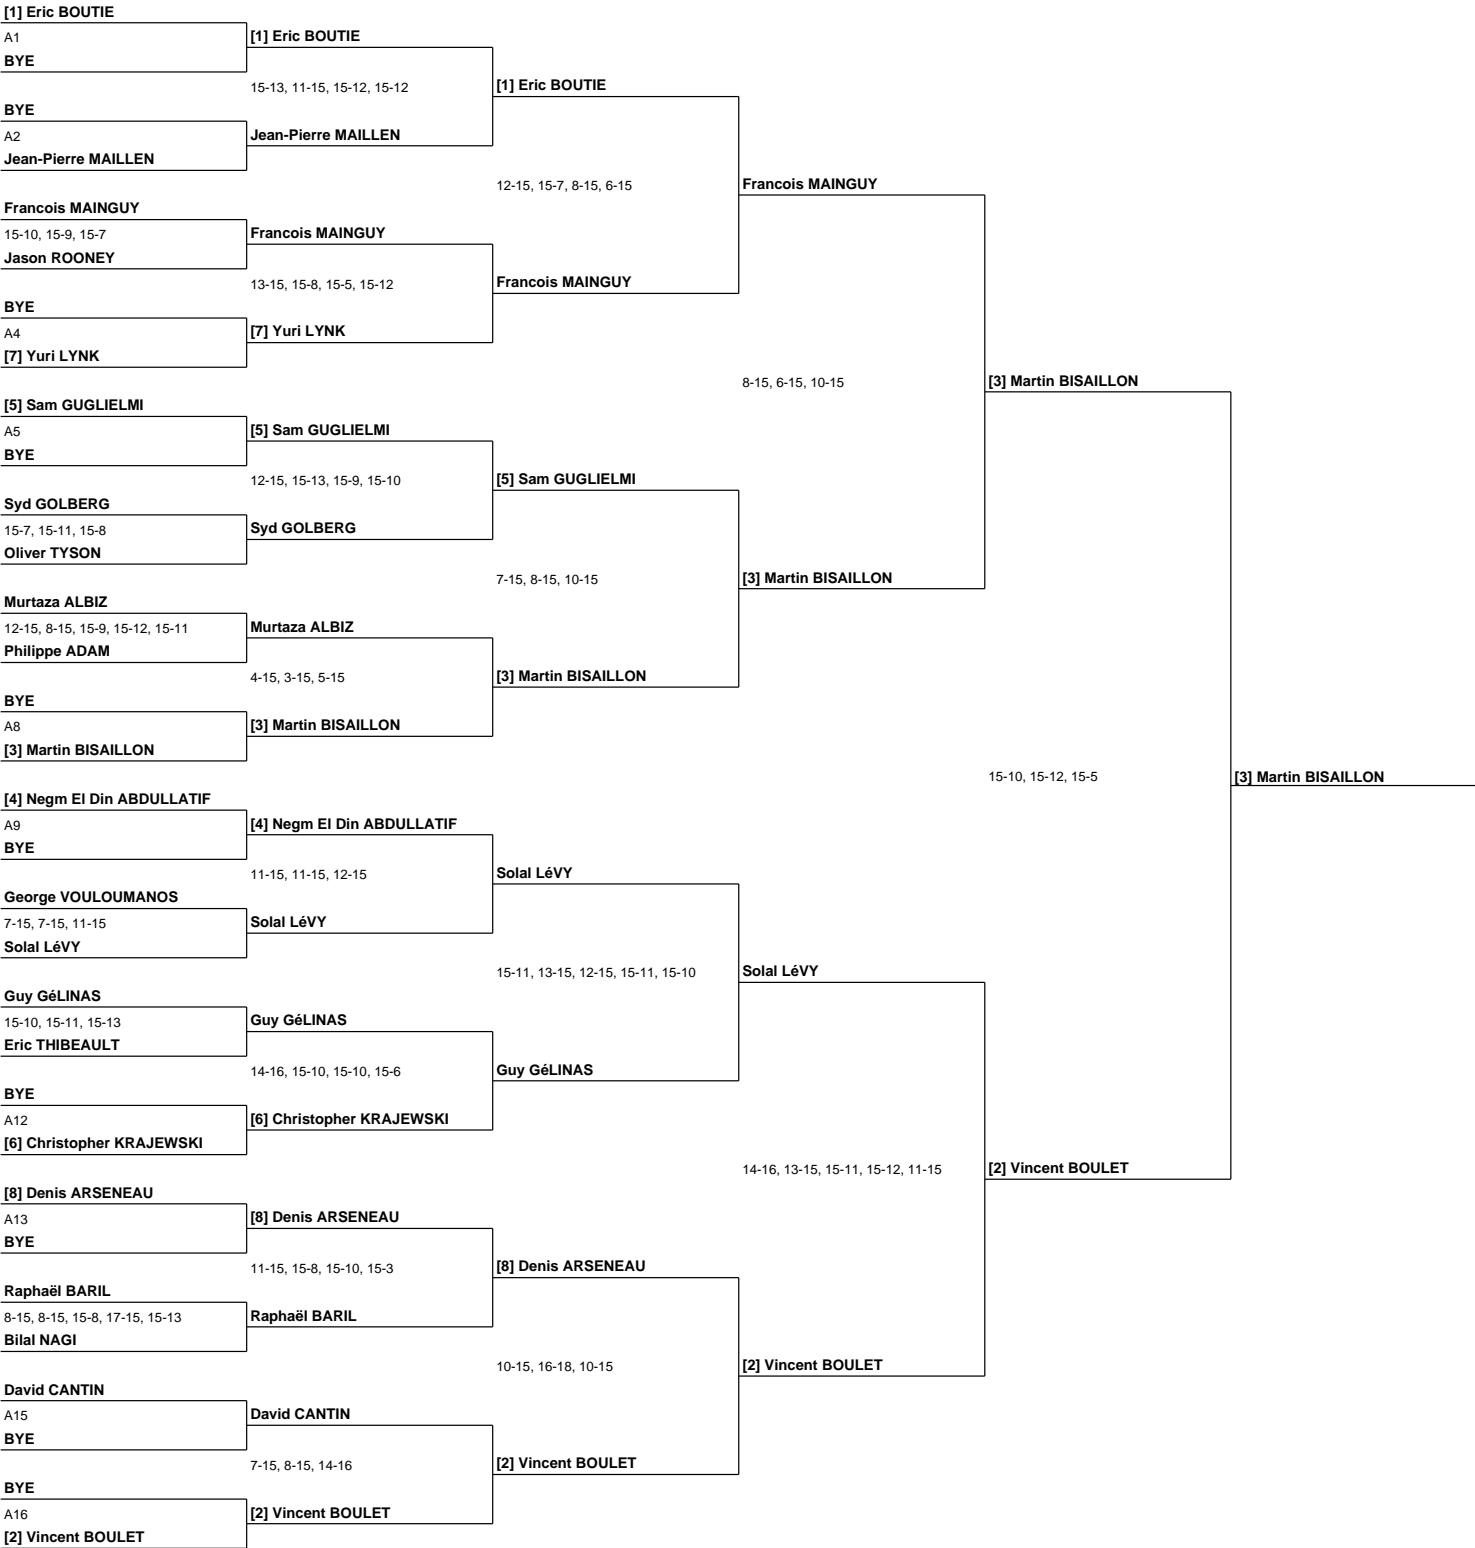 [1] Eric BOUTIE
A1
BYE
BYE
A2
Jean-Pierre MAILLEN
Francois MAINGUY
15-10, 15-9, 15-7
Jason ROONEY
BYE
A4
[7] Yuri LYNK
[5] Sam GUGLIELMI
A5
BYE
Syd GOLBERG
15-7, 15-11, 15-8
Oliver TYSON
Murtaza ALBIZ
12-15, 8-15, 15-9, 15-12, 15-11
Philippe ADAM
BYE
A8
[3] Martin BISAILLON
[4] Negm El Din ABDULLATIF
A9
BYE
George VOULOUMANOS
7-15, 7-15, 11-15
Solal LéVY
Guy GéLINAS
15-10, 15-11, 15-13
Eric THIBEAULT
BYE
A12
[6] Christopher KRAJEWSKI
[8] Denis ARSENEAU
A13
BYE
Raphaël BARIL
8-15, 8-15, 15-8, 17-15, 15-13
Bilal NAGI
David CANTIN
A15
BYE
BYE
A16
[2] Vincent BOULET
[1] Eric BOUTIE
15-13, 11-15, 15-12, 15-12
Jean-Pierre MAILLEN
Francois MAINGUY
13-15, 15-8, 15-5, 15-12
[7] Yuri LYNK
[5] Sam GUGLIELMI
12-15, 15-13, 15-9, 15-10
Syd GOLBERG
Murtaza ALBIZ
4-15, 3-15, 5-15
[3] Martin BISAILLON
[4] Negm El Din ABDULLATIF
11-15, 11-15, 12-15
Solal LéVY
Guy GéLINAS
14-16, 15-10, 15-10, 15-6
[6] Christopher KRAJEWSKI
[8] Denis ARSENEAU
11-15, 15-8, 15-10, 15-3
Raphaël BARIL
David CANTIN
7-15, 8-15, 14-16
[2] Vincent BOULET
[1] Eric BOUTIE
12-15, 15-7, 8-15, 6-15
Francois MAINGUY
[5] Sam GUGLIELMI
7-15, 8-15, 10-15
[3] Martin BISAILLON
Solal LéVY
15-11, 13-15, 12-15, 15-11, 15-10
Guy GéLINAS
[8] Denis ARSENEAU
10-15, 16-18, 10-15
[2] Vincent BOULET
Francois MAINGUY
8-15, 6-15, 10-15
[3] Martin BISAILLON
Solal LéVY
14-16, 13-15, 15-11, 15-12, 11-15
[2] Vincent BOULET
[3] Martin BISAILLON
15-10, 15-12, 15-5
[2] Vincent BOULET
[3] Martin BISAILLON